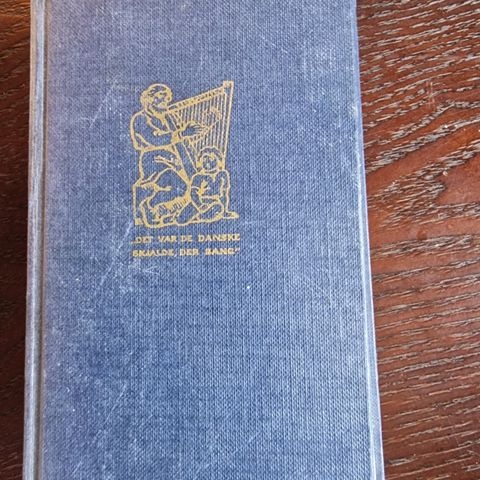 „DET VAR DE DANSKE
SKJALDE, DER SANG”